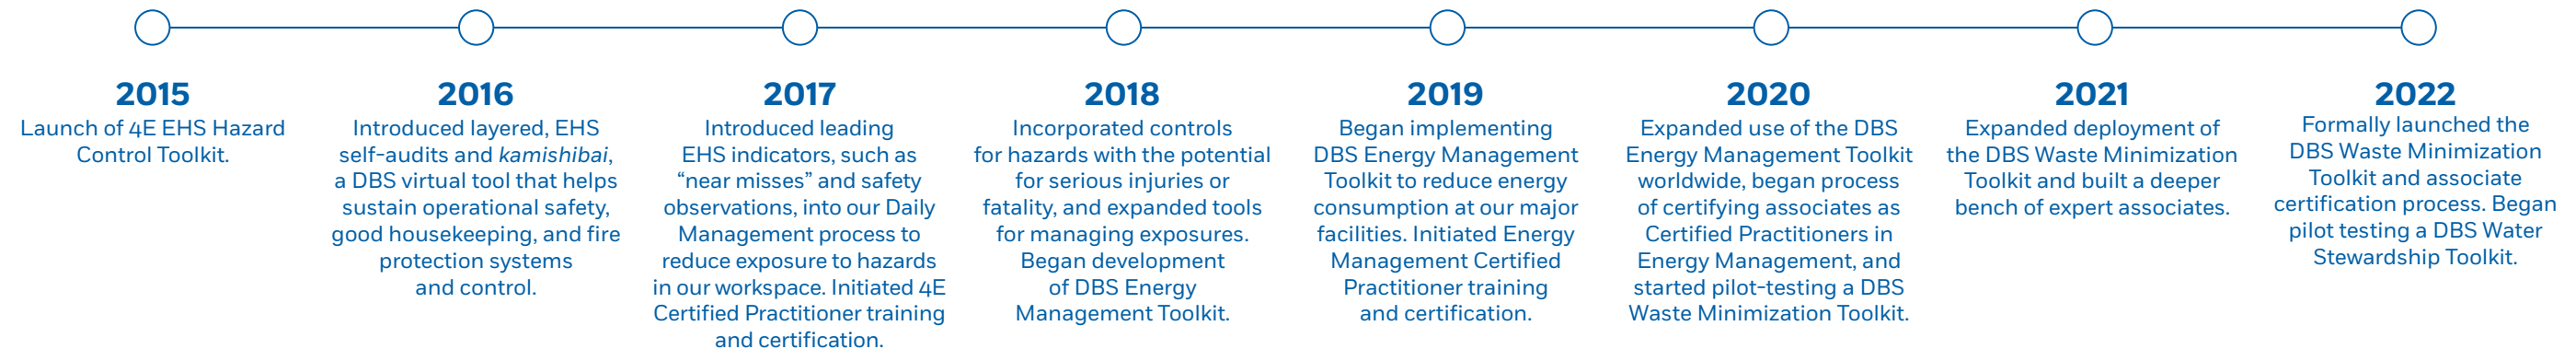 2015
Launch of 4E EHS Hazard
Control Toolkit.
2016
Introduced layered, EHS
self-audits and kamishibai,
a DBS virtual tool that helps
sustain operational safety,
good housekeeping, and fire
protection systems
and control.
2017
Introduced leading
EHS indicators, such as
“near misses” and safety
observations, into our Daily
Management process to
reduce exposure to hazards
in our workspace. Initiated 4E
Certified Practitioner training
and certification.
2018
Incorporated controls
for hazards with the potential
for serious injuries or
fatality, and expanded tools
for managing exposures.
Began development
of DBS Energy
Management Toolkit.
2019
Began implementing
DBS Energy Management
Toolkit to reduce energy
consumption at our major
facilities. Initiated Energy
Management Certified
Practitioner training
and certification.
2020
Expanded use of the DBS
Energy Management Toolkit
worldwide, began process
of certifying associates as
Certified Practitioners in
Energy Management, and
started pilot-testing a DBS
Waste Minimization Toolkit.
2021
Expanded deployment of
the DBS Waste Minimization
Toolkit and built a deeper
bench of expert associates.
2022
Formally launched the
DBS Waste Minimization
Toolkit and associate
certification process. Began
pilot testing a DBS Water
Stewardship Toolkit.